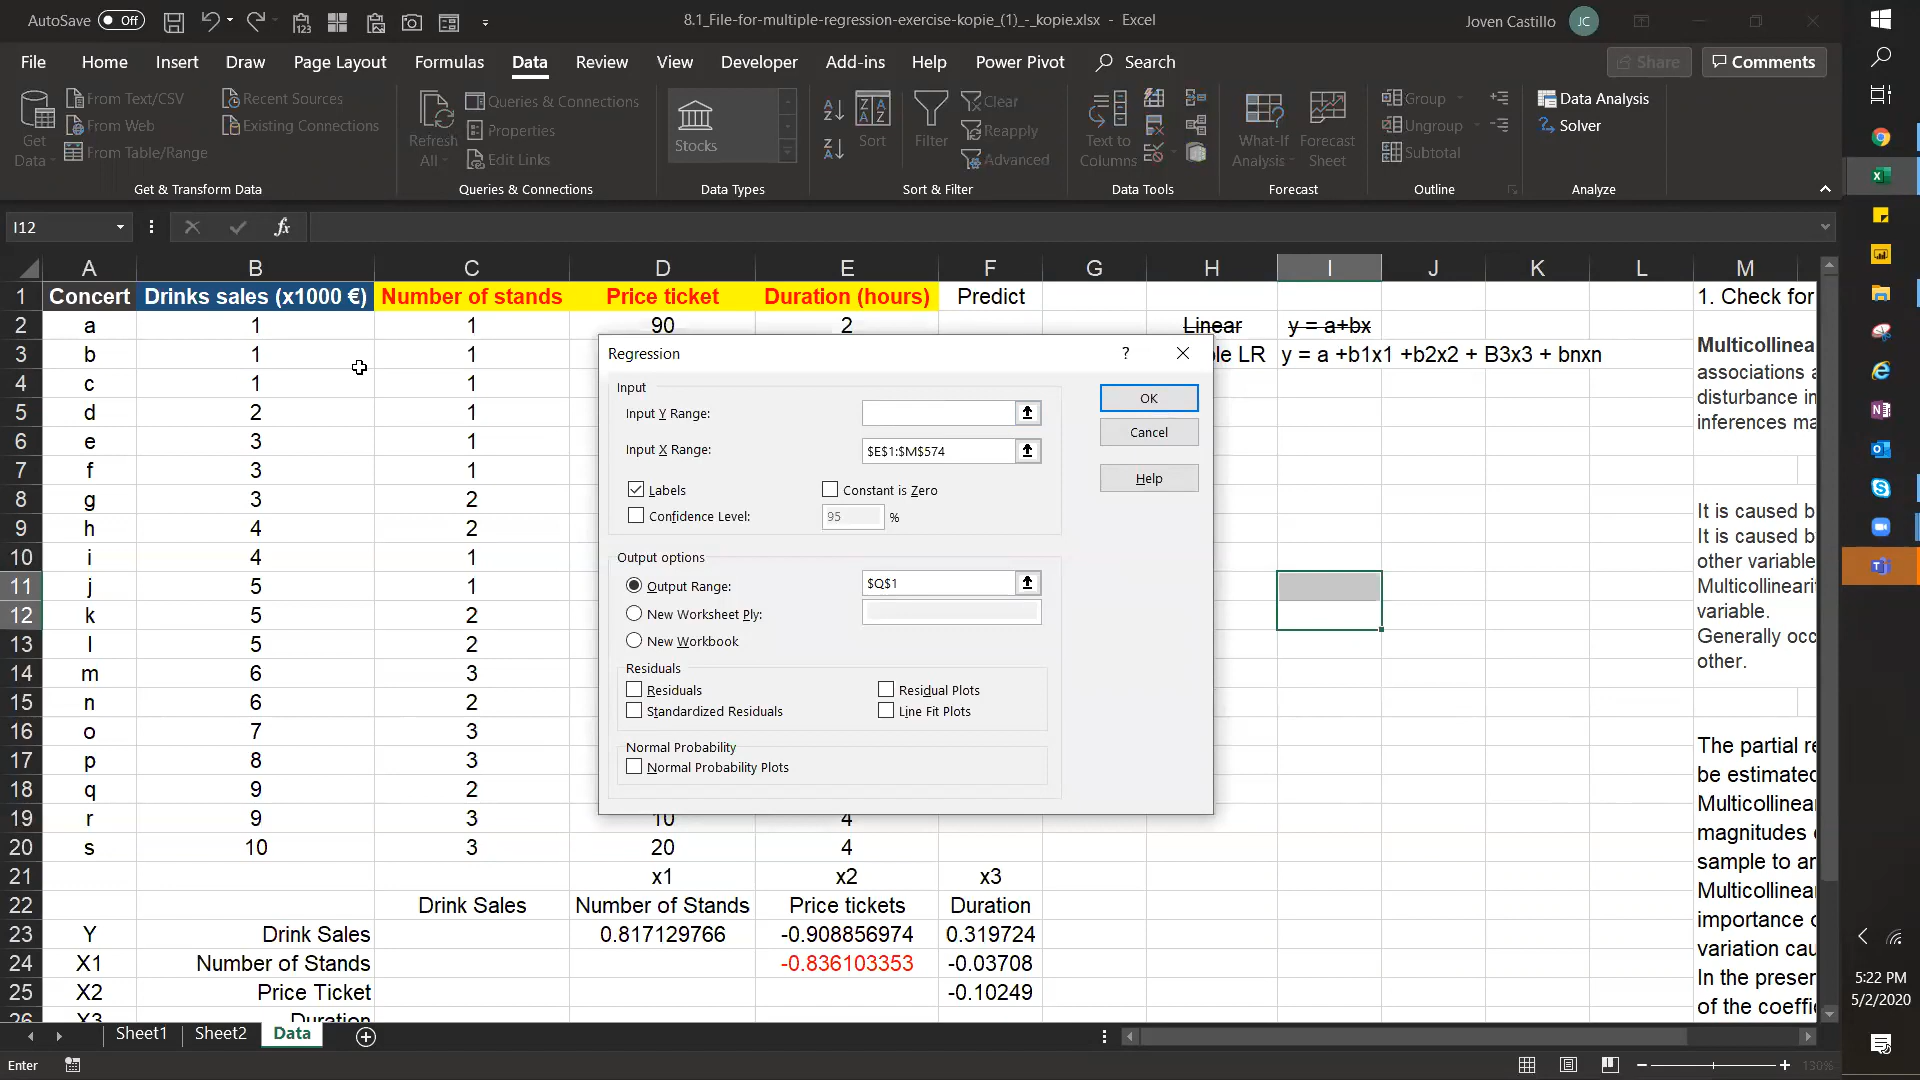 AutoSave Off 8.1_File-for-multiple-regression-exercise-kopie_(1)_-_kopie.xlsx - Excel Joven Castillo JC
File Home Insert Draw Page Layout Formulas Data Review View Developer Add-ins Help Power Pivot Search Share Comments
Get Data
From Text/CSV
From Web
From Table/Range
Recent Sources
Existing Connections
Get & Transform Data
Refresh All
Queries & Connections
Properties
Edit Links
Queries & Connections
Stocks
Data Types
Sort
Filter
Clear
Reapply
Advanced
Sort & Filter
Text to Columns
Data Tools
What-If Analysis
Forecast Sheet
Forecast
Group
Ungroup
Subtotal
Outline
Data Analysis
Solver
Analyze
I12 fx
A B C D E F G H I J K L M
1 Concert Drinks sales (x1000 €) Number of stands Price ticket Duration (hours) Predict 1. Check for
2 a 1 1 90 2 Linear y = a+bx
3 b 1 1 ple LR y = a +b1x1 +b2x2 + B3x3 + bnxn
4 c 1 1
5 d 2 1
6 e 3 1
7 f 3 1
8 g 3 2
9 h 4 2
10 i 4 1
11 j 5 1
12 k 5 2
13 l 5 2
14 m 6 3
15 n 6 2
16 o 7 3
17 p 8 3
18 q 9 2
19 r 9 3 10 4
20 s 10 3 20 4
21 x1 x2 x3
22 Drink Sales Number of Stands Price tickets Duration
23 Y Drink Sales 0.817129766 -0.908856974 0.319724
24 X1 Number of Stands -0.836103353 -0.03708
25 X2 Price Ticket -0.10249
26 X3 Duration
Multicollinea
associations a
disturbance in
inferences ma
It is caused b
It is caused b
other variable
Multicollinearit
variable.
Generally occ
other.
The partial re
be estimated
Multicollinear
magnitudes o
sample to an
Multicollinear
importance o
variation cau
In the presen
of the coeffic
Regression ?
Input
Input Y Range:
Input X Range: $E$1:$M$574
Labels Constant is Zero
Confidence Level: 95 %
OK
Cancel
Help
Output options
Output Range: $Q$1
New Worksheet Ply:
New Workbook
Residuals
Residuals Residual Plots
Standardized Residuals Line Fit Plots
Normal Probability
Normal Probability Plots
Sheet1 Sheet2 Data
Enter 130%
5:22 PM
5/2/2020